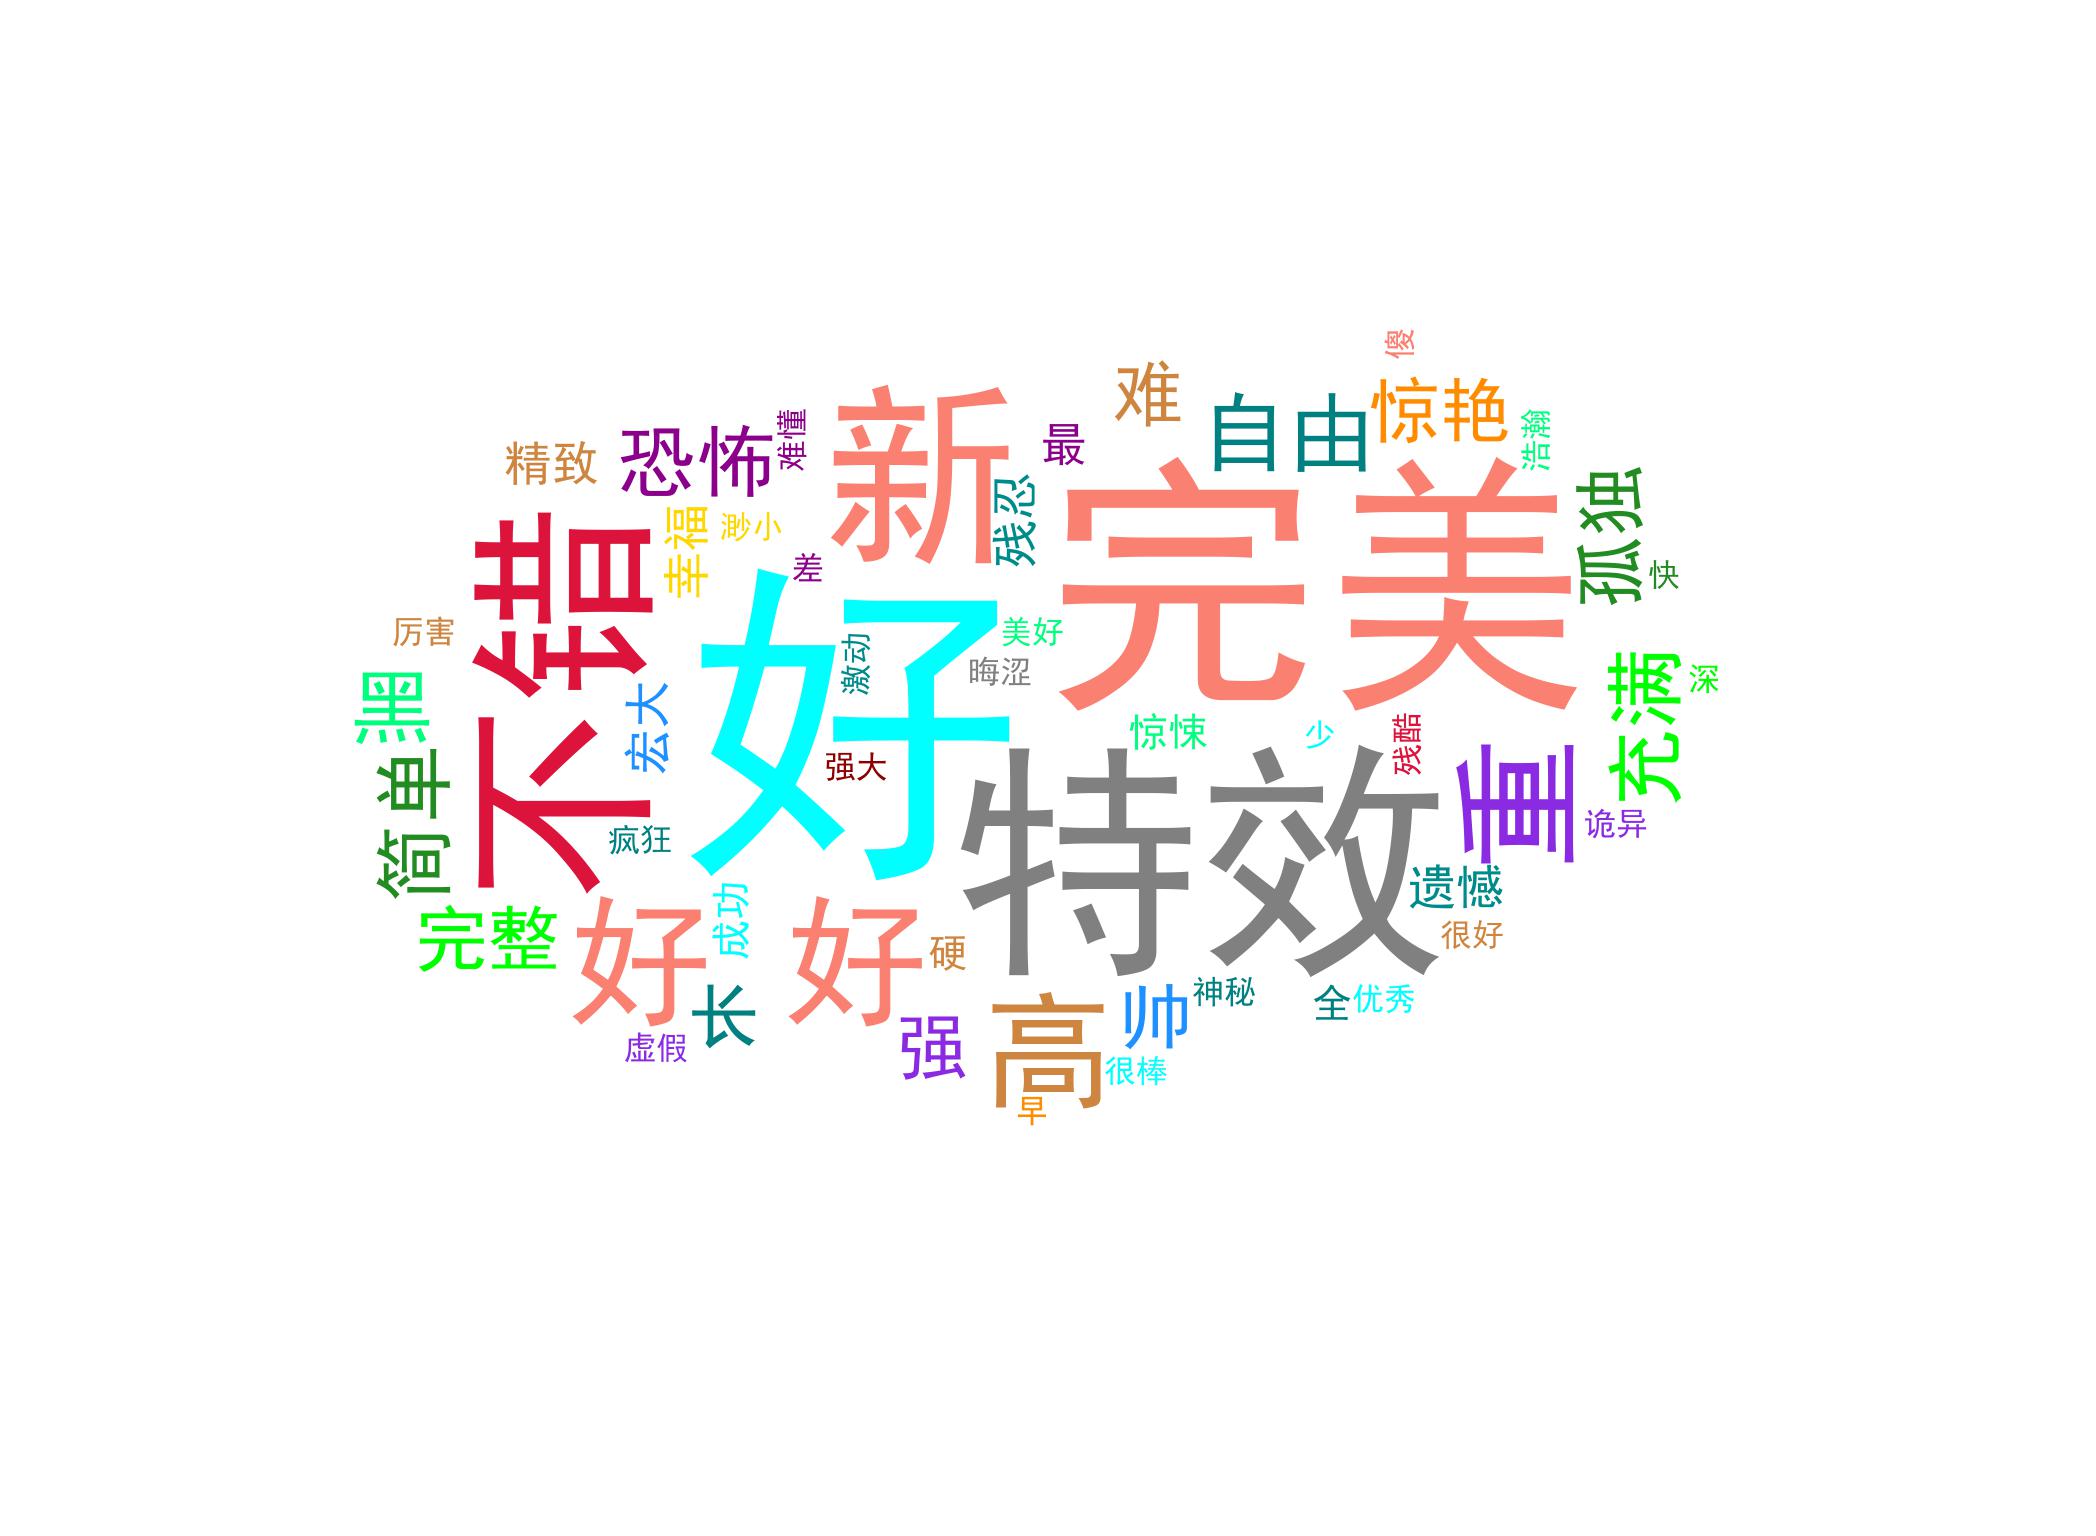 傻
难
自由
惊艳
新
最
难懂
恐怖
精致
浩瀚
完美
孤独
残忍
幸福
渺小
差
快
不错
好
厉害
美好
激动
晦涩
充满
深
黑
宏大
惊悚
少
残酷
强大
特效
重
简单
疯狂
诡异
遗憾
完整
好 好
成功
硬
很好
长
神秘
全
优秀
帅
高
强
虚假
很棒
早